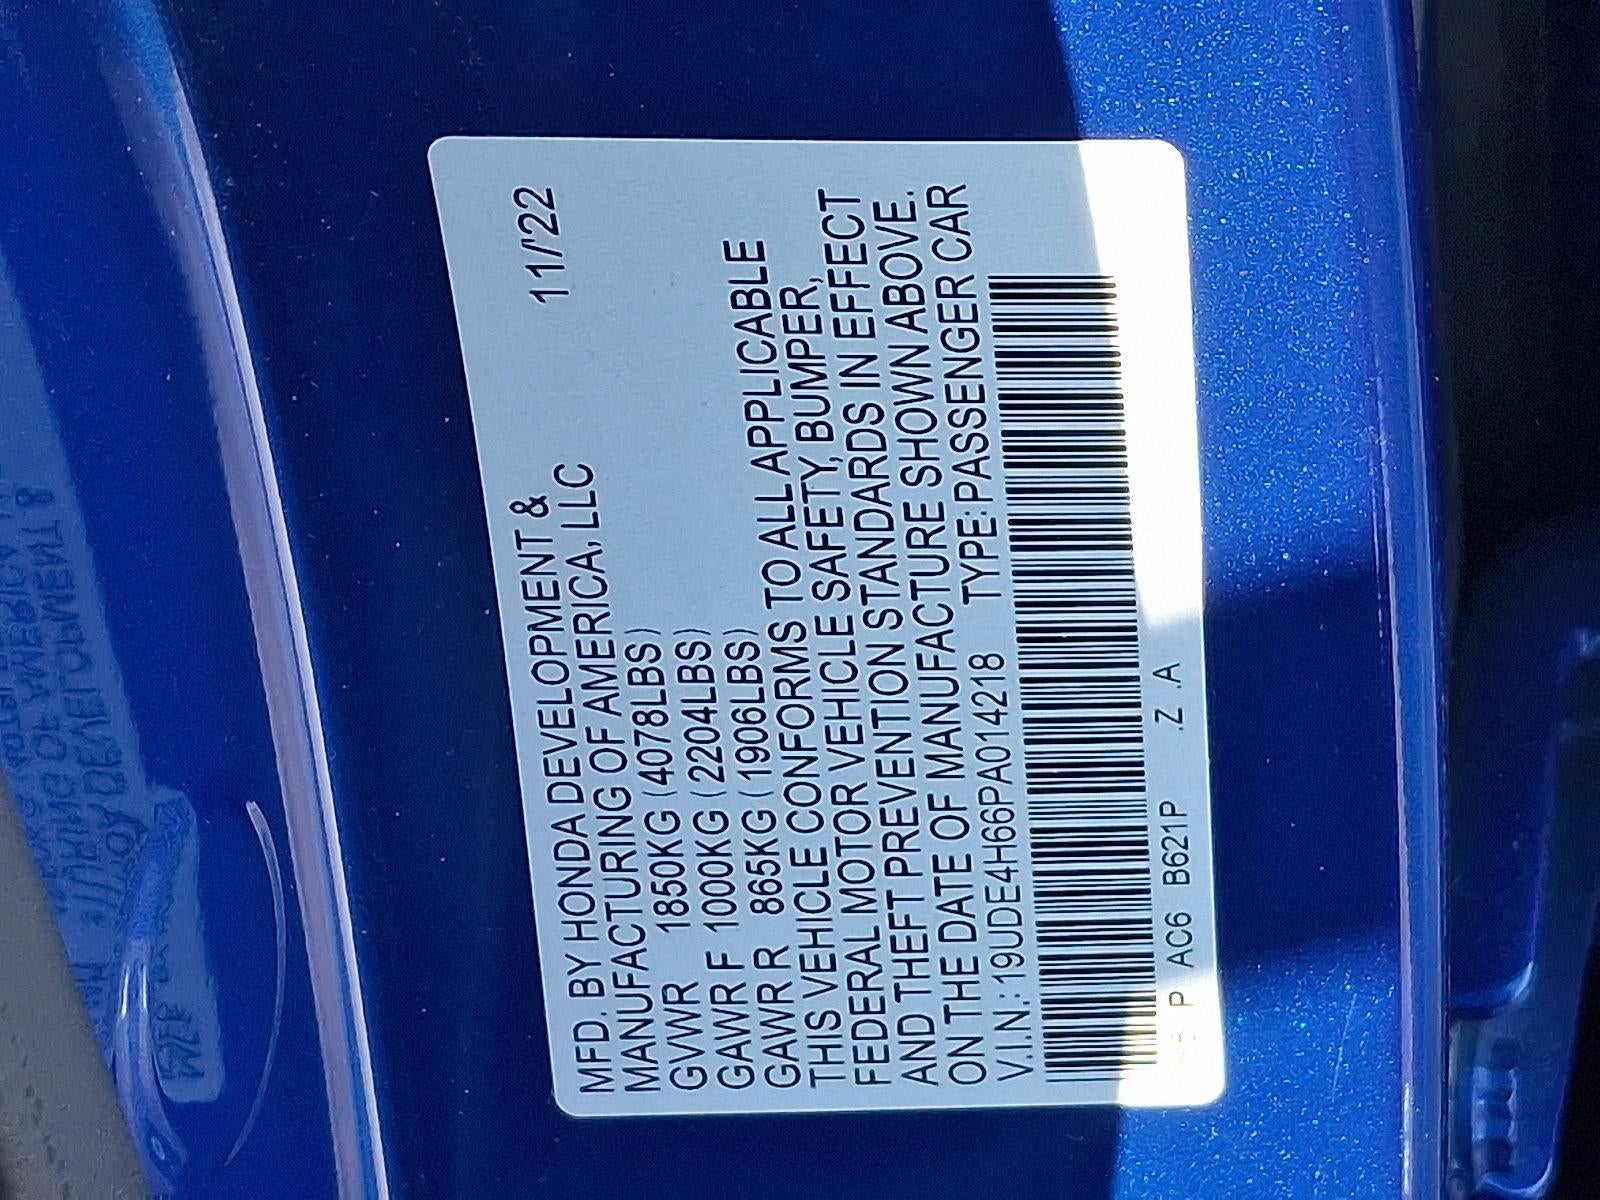 MFD. BY HONDA DEVELOPMENT & 11/'22
MANUFACTURING OF AMERICA, LLC
GVWR 1850KG (4078LBS)
GAWR F 1000KG (2204LBS)
GAWR R 865KG (1906LBS)
THIS VEHICLE CONFORMS TO ALL APPLICABLE
FEDERAL MOTOR VEHICLE SAFETY, BUMPER,
AND THEFT PREVENTION STANDARDS IN EFFECT
ON THE DATE OF MANUFACTURE SHOWN ABOVE.
V.I.N.: 19UDE4H66PA014218 TYPE: PASSENGER CAR
P AC6 B621P .Z .A